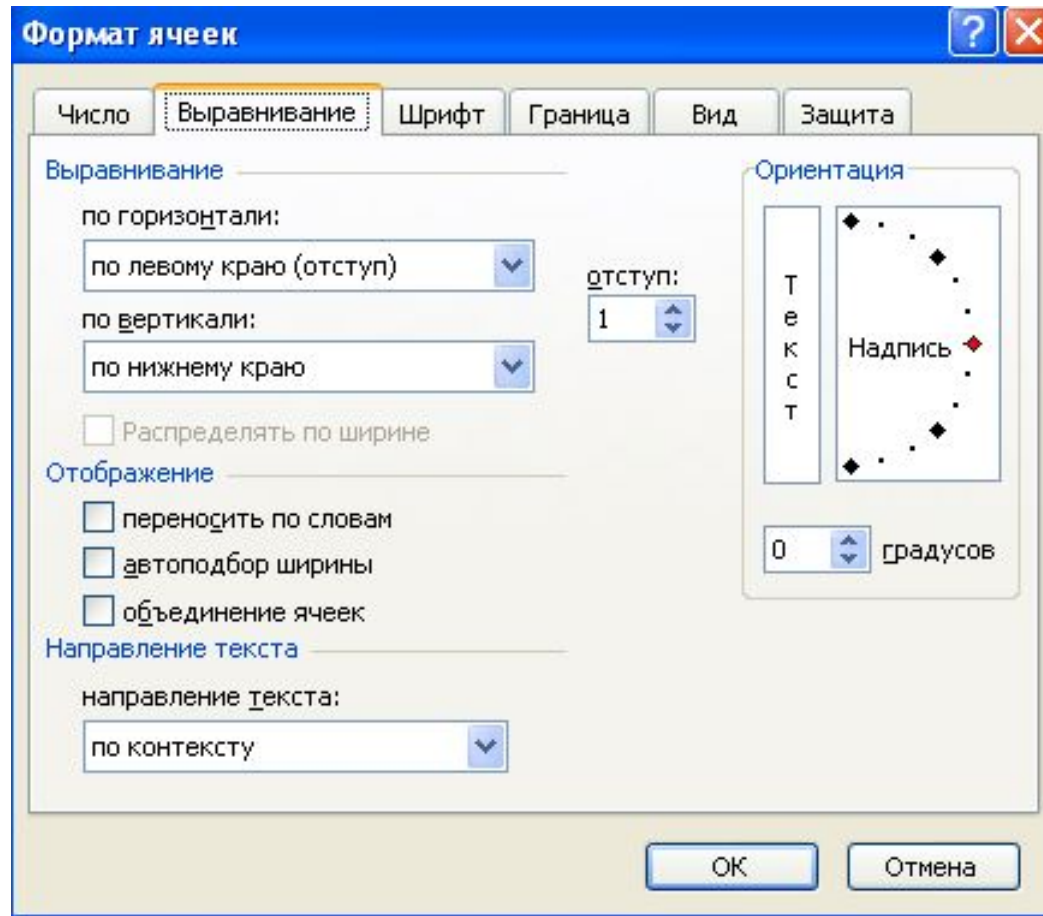 Формат ячеек
Число Выравнивание Шрифт Граница Вид Защита
Выравнивание
по горизонтали:
по левому краю (отступ)
отступ:
1
по вертикали:
по нижнему краю
Распределять по ширине
Отображение
переносить по словам
автоподбор ширины
объединение ячеек
Направление текста
направление текста:
по контексту
Ориентация
Текст
Надпись
0 градусов
ОК Отмена